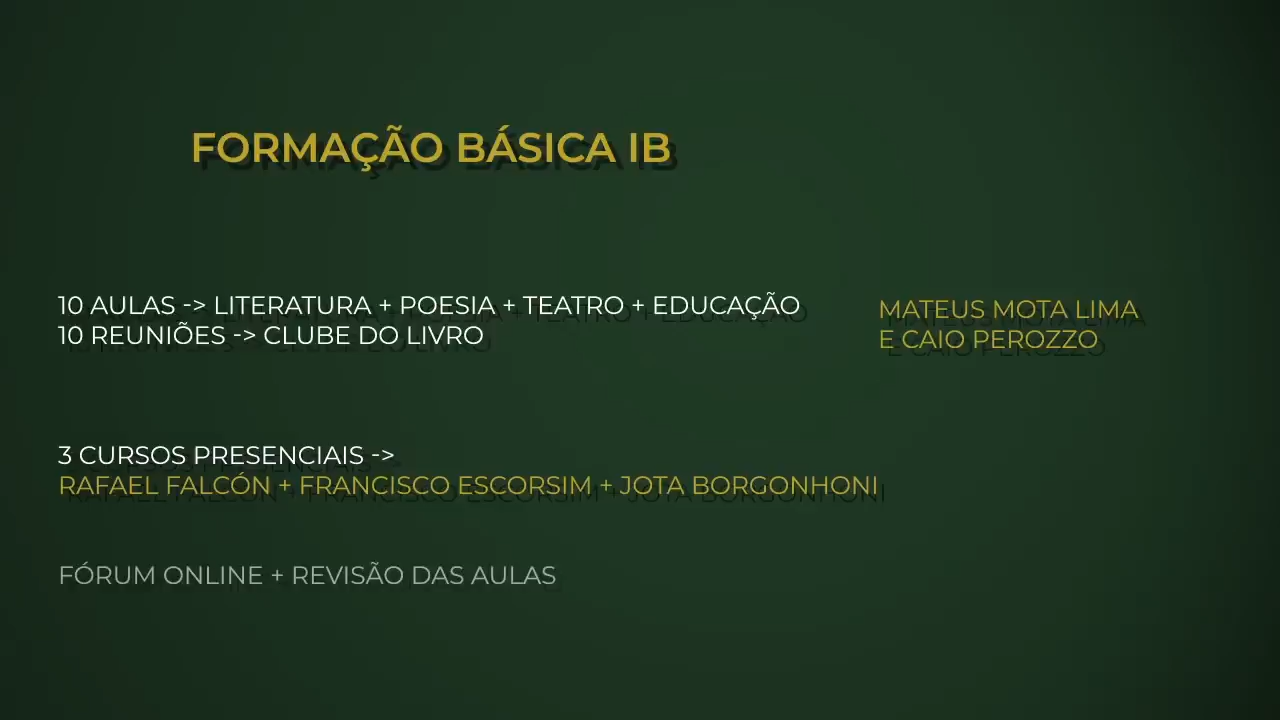 FORMAÇÃO BÁSICA IB
10 AULAS -> LITERATURA + POESIA + TEATRO + EDUCAÇÃO
10 REUNIÕES -> CLUBE DO LIVRO
MATEUS MOTA LIMA
E CAIO PEROZZO
3 CURSOS PRESENCIAIS ->
RAFAEL FALCÓN + FRANCISCO ESCORSIM + JOTA BORGONHONI
FÓRUM ONLINE + REVISÃO DAS AULAS